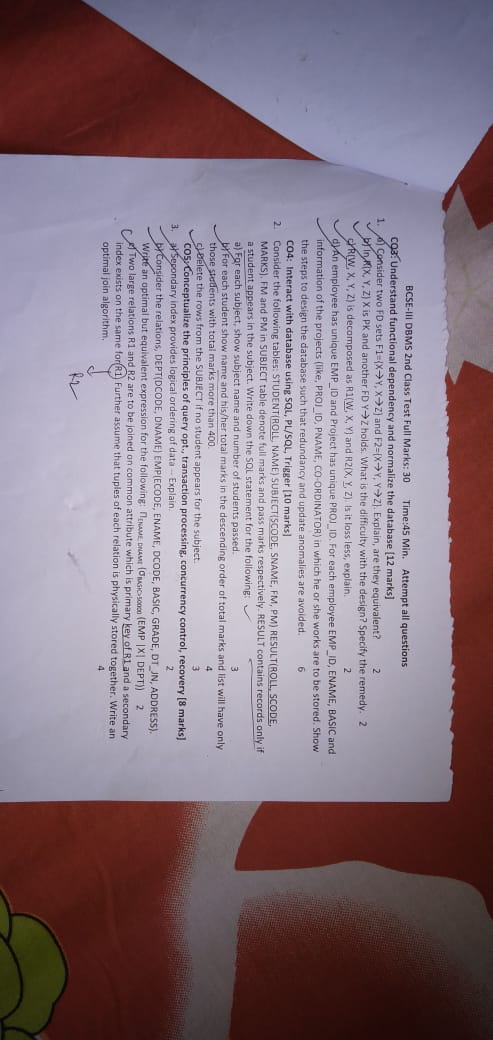 BCSE-III DBMS 2nd Class Test Full Marks: 30 Time:45 Min. Attempt all questions
CO3: Understand functional dependency and normalize the database [12 marks]
1. a) Consider two FD sets F1={X→Y, X→Z} and F2={X→Y, Y→Z}. Explain, are they equivalent? 2
b) In R(X, Y, Z) X is PK and another FD Y→Z holds. What is the difficulty with the design? Specify the remedy. 2
c) R(W, X, Y, Z) is decomposed as R1(W, X, Y) and R2(X, Y, Z). Is it loss less, explain. 2
d) An employee has unique EMP_ID and Project has unique PROJ_ID. For each employee EMP_ID, ENAME, BASIC and
information of the projects (like, PROJ_ID, PNAME, CO-ORDINATOR) in which he or she works are to be stored. Show
the steps to design the database such that redundancy and update anomalies are avoided. 6
CO4: Interact with database using SQL, PL/SQL, Trigger [10 marks]
2. Consider the following tables: STUDENT(ROLL, NAME) SUBJECT(SCODE, SNAME, FM, PM) RESULT(ROLL, SCODE,
MARKS). FM and PM in SUBJECT table denote full marks and pass marks respectively. RESULT contains records only if
a student appears in the subject. Write down the SQL statement for the following:
a) For each subject, show subject name and number of students passed. 3
b) For each student show name and his/her total marks in the descending order of total marks and list will have only
those students with total marks more than 400. 4
c) Delete the rows from the SUBJECT if no student appears for the subject. 3
CO5: Conceptualize the principles of query opt., transaction processing, concurrency control, recovery [8 marks]
3. a) Secondary index provides logical ordering of data – Explain. 2
b) Consider the relations, DEPT(DCODE, DNAME) EMP(ECODE, ENAME, DCODE, BASIC, GRADE, DT_JN, ADDRESS).
Write an optimal but equivalent expression for the following: Π ENAME, DNAME (σ BASIC>50000 (EMP |X| DEPT)) 2
c) Two large relations R1 and R2 are to be joined on common attribute which is primary key of R1 and a secondary
index exists on the same for R1. Further assume that tuples of each relation is physically stored together. Write an
optimal join algorithm. 4
R2